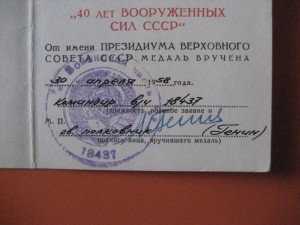 „40 ЛЕТ ВООРУЖЕННЫХ
СИЛ СССР"
От имени ПРЕЗИДИУМА ВЕРХОВНОГО
СОВЕТА СССР МЕДАЛЬ ВРУЧЕНА
30 апреля 1958 года.
Командир в/ч 18437
(должность, воинское звание и
М. П.
гв. полковник (Генин)
подпись лица, вручившего медаль)
18437